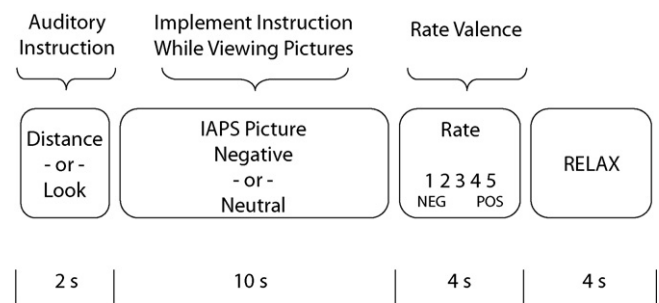 Auditory
Instruction
Implement Instruction
While Viewing Pictures
Rate Valence
Distance
- or -
Look
IAPS Picture
Negative
- or -
Neutral
Rate
1 2 3 4 5
NEG POS
RELAX
2 s
10 s
4 s
4 s